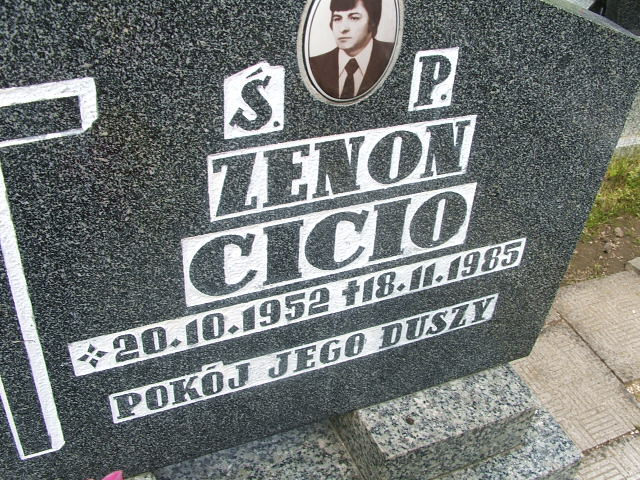 Ś. P.
ZENON
CICIO
20.10.1952 ✝18.11.1985
POKÓJ JEGO DUSZY